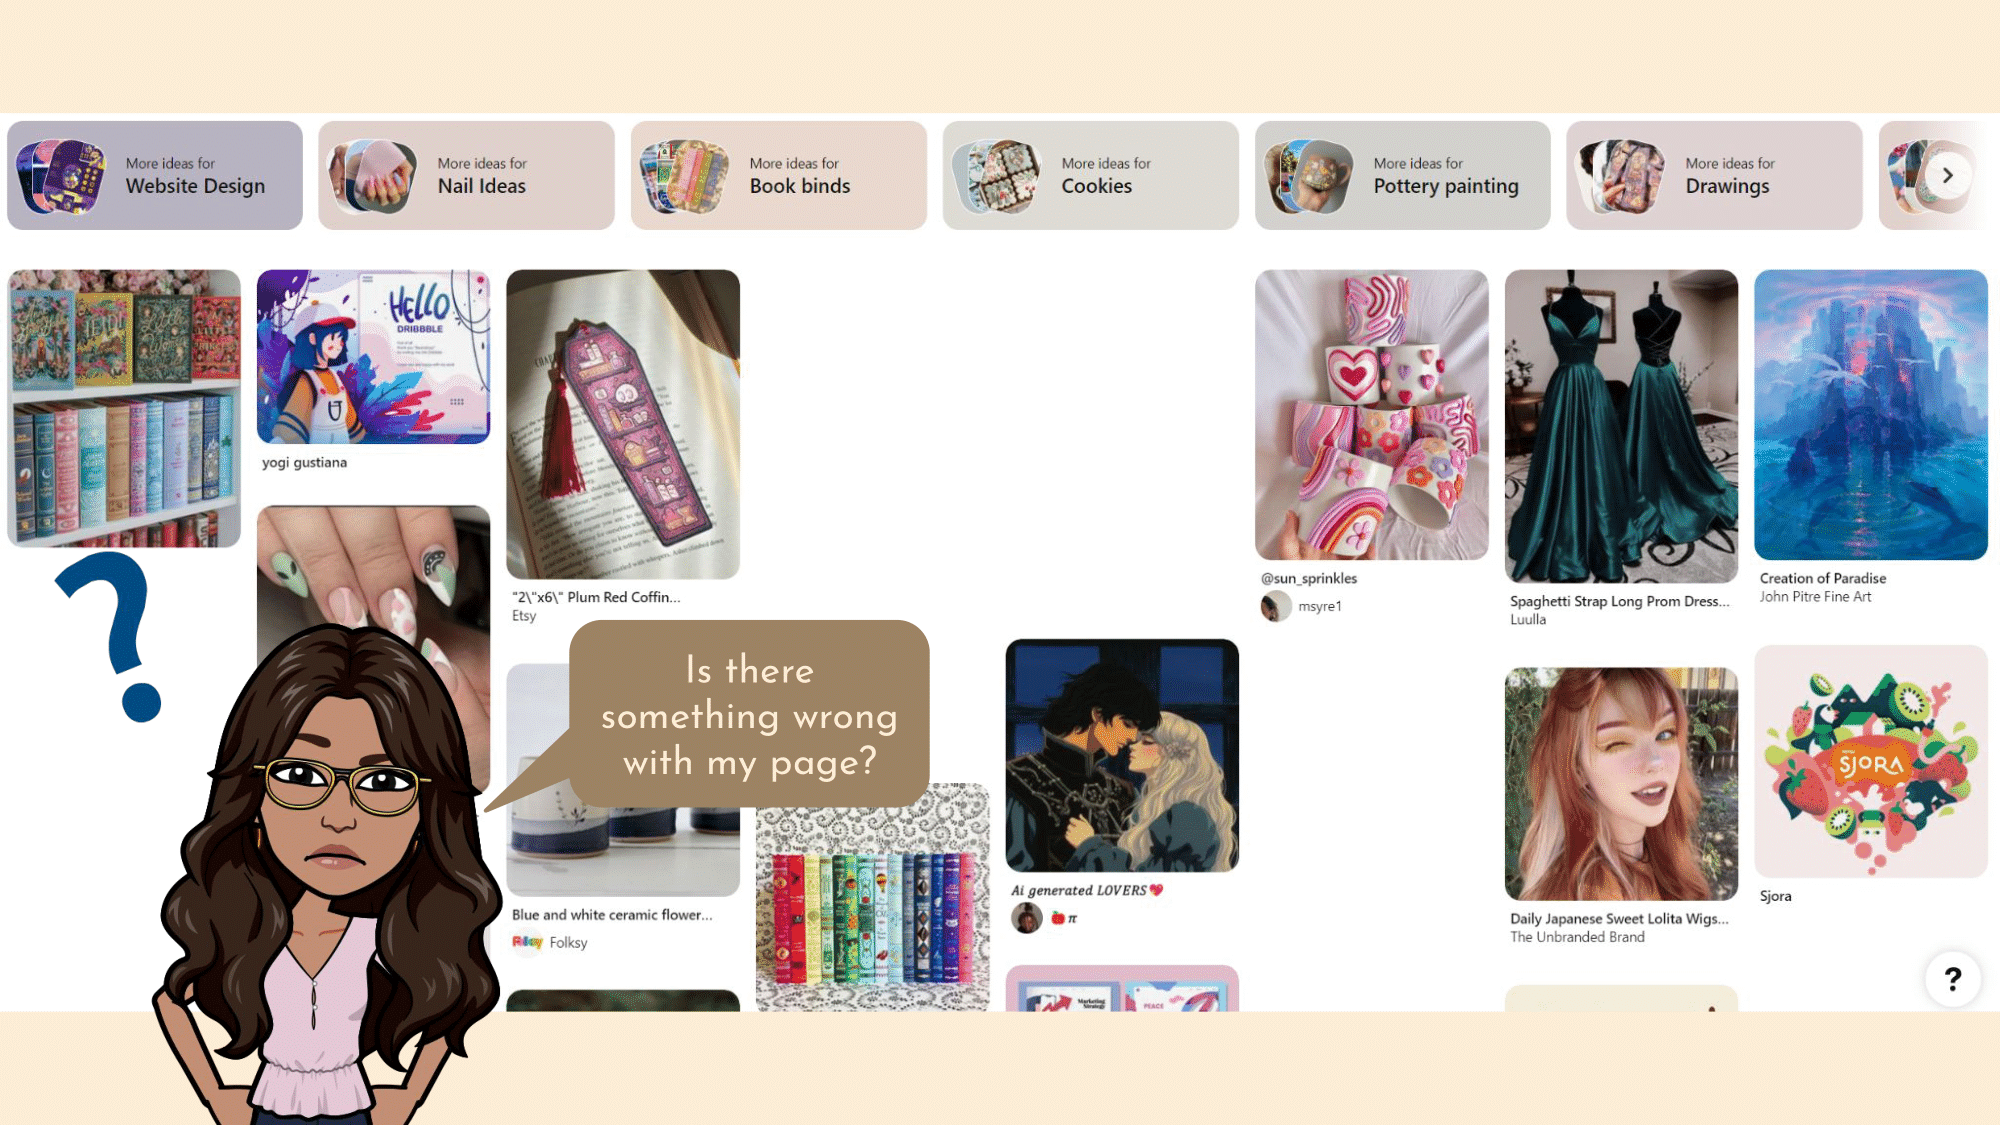 More ideas for
Website Design
More ideas for
Nail Ideas
More ideas for
Book binds
More ideas for
Cookies
More ideas for
Pottery painting
More ideas for
Drawings
HELLO
DRIBBBLE
yogi gustiana
"2\"x6\" Plum Red Coffin...
Etsy
@sun_sprinkles
msyre1
Spaghetti Strap Long Prom Dress...
Luulla
Creation of Paradise
John Pitre Fine Art
?
Is there
something wrong
with my page?
SJORA
Ai generated LOVERS💖
🍎 π
Blue and white ceramic flower...
Folksy
Folksy
Daily Japanese Sweet Lolita Wigs...
The Unbranded Brand
Sjora
Marketing
Strategy
PEACE
?